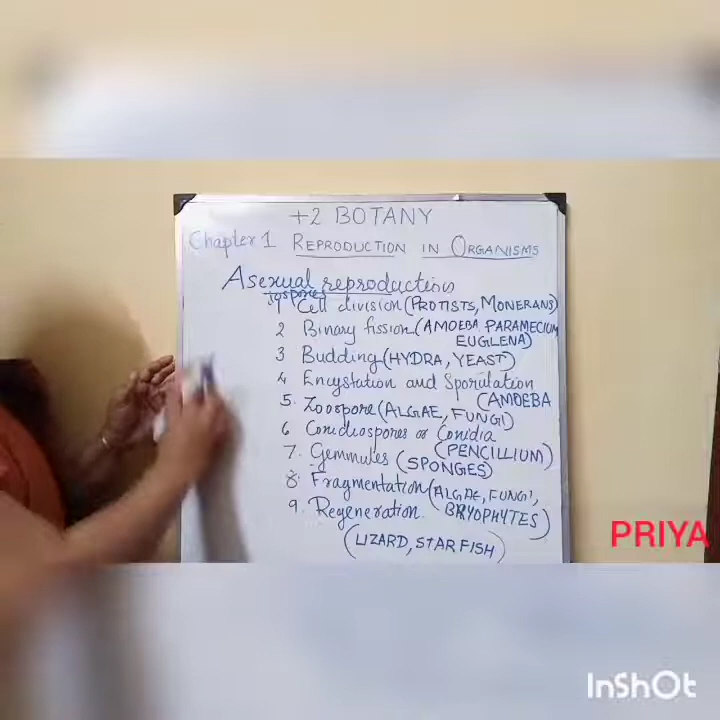 +2 BOTANY
Chapter 1 REPRODUCTION IN ORGANISMS
Asexual reproduction
1 Cell division (PROTISTS, MONERANS)
2 Binary fission (AMOEBA PARAMECIUM
EUGLENA)
3 Budding (HYDRA, YEAST)
4 Encystation and Sporulation
(AMOEBA
5. Zoospore (ALGAE, FUNGI)
6 Conidiospores or Conidia
(PENCILLIUM)
7. Gemmules (SPONGES)
8. Fragmentation (ALGAE, FUNGI,
BRYOPHYTES)
9. Regeneration.
(LIZARD, STAR FISH)
PRIYA
InShOt